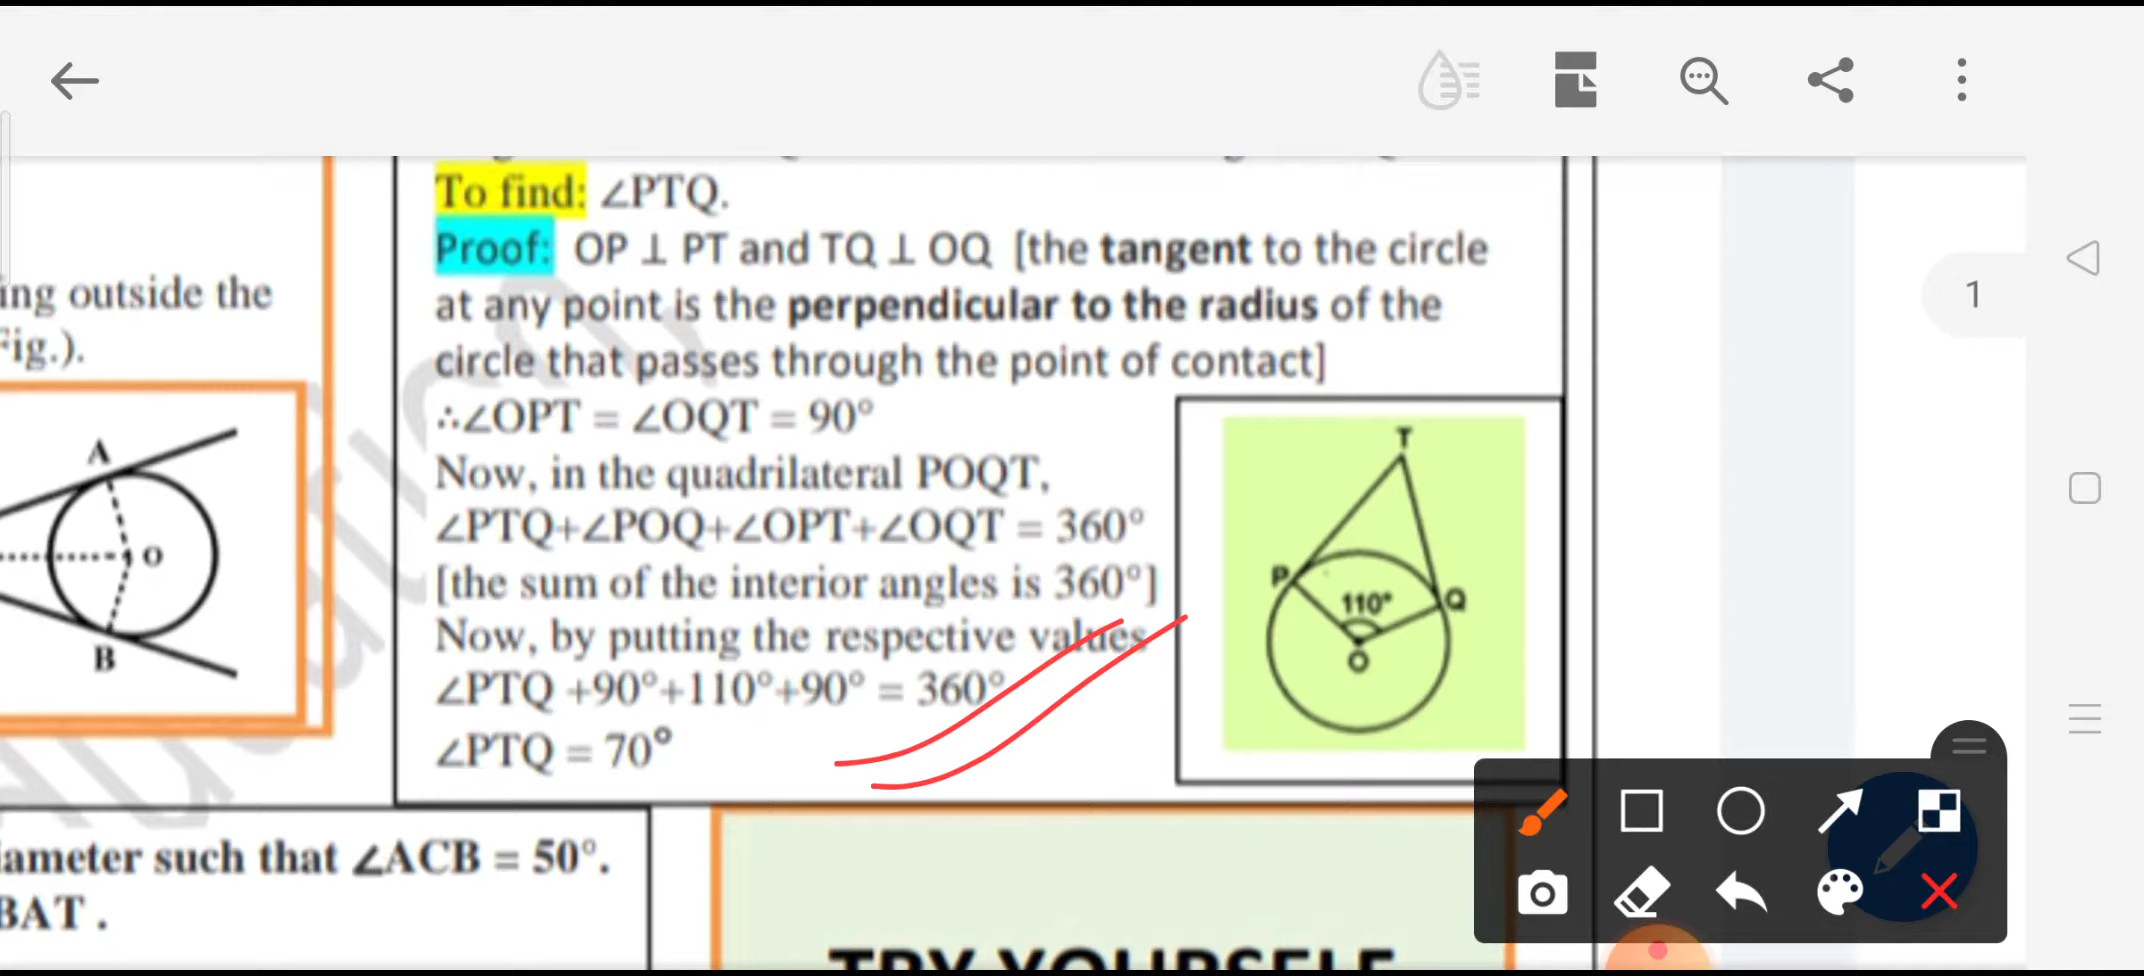 To find: ∠PTQ.
Proof: OP ⊥ PT and TQ ⊥ OQ [the tangent to the circle
at any point is the perpendicular to the radius of the
circle that passes through the point of contact]
∴∠OPT = ∠OQT = 90°
Now, in the quadrilateral POQT,
∠PTQ+∠POQ+∠OPT+∠OQT = 360°
[the sum of the interior angles is 360°]
Now, by putting the respective values
∠PTQ +90°+110°+90° = 360°
∠PTQ = 70°
T
P
Q
110°
O
1
ing outside the
Fig.).
A
O
B
iameter such that ∠ACB = 50°.
BAT .
TRY YOURSELF